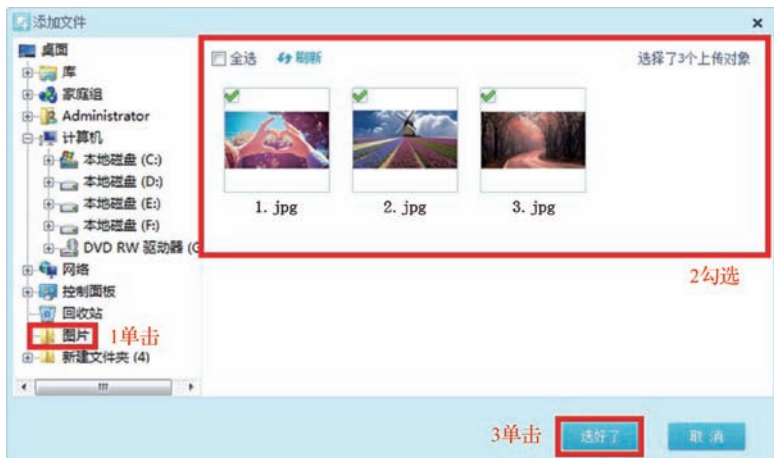 添加文件
桌面
库
家庭组
Administrator
计算机
本地磁盘 (C:)
本地磁盘 (D:)
本地磁盘 (E:)
本地磁盘 (F:)
DVD RW 驱动器 (G
网络
控制面板
回收站
图片
新建文件夹 (4)
1单击
全选 刷新 选择了3个上传对象
1. jpg 2. jpg 3. jpg
2勾选
3单击 选好了 取消